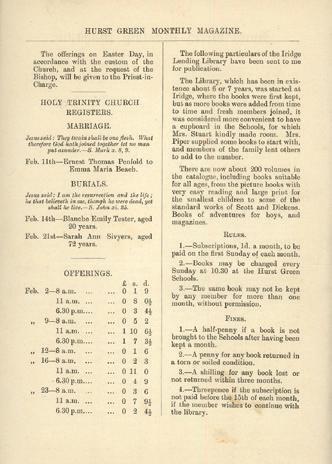 HURST GREEN MONTHLY MAGAZINE.
The offerings on Easter Day, in
accordance with the custom of the
Church, and at the request of the
Bishop, will be given to the Priest-in-
Charge.
HOLY TRINITY CHURCH
REGISTERS.
MARRIAGE.
Jesus said: They twain shall be one flesh. What
therefore God hath joined together let no man
put asunder.—S. Mark x. 8, 9.
Feb. 11th—Ernest Thomas Penfold to
Emma Maria Beach.
BURIALS.
Jesus said: I am the resurrection and the life;
he that believeth in me, though he were dead, yet
shall he live.—S. John xi. 25.
Feb. 14th—Blanche Emily Tester, aged
20 years.
Feb. 21st—Sarah Ann Sivyers, aged
72 years.
OFFERINGS.
£ s. d.
Feb. 2—8 a.m. ... ... 0 1 9
11 a.m. ... ... 0 8 0½
6.30 p.m.... ... 0 3 4½
„ 9—8 a.m. ... ... 0 5 2
11 a.m. ... ... 1 10 6½
6.30 p.m.... ... 1 7 3½
„ 12—8 a.m. ... ... 0 1 6
„ 16—8 a.m. ... ... 0 2 3
11 a.m. ... ... 0 11 0
6.30 p.m.... ... 0 4 9
„ 23—8 a.m. ... ... 0 3 6
11 a.m. ... ... 0 7 9½
6.30 p.m.... ... 0 2 4½
The following particulars of the Iridge
Lending Library have been sent to me
for publication.
The Library, which has been in exis-
tence about 6 or 7 years, was started at
Iridge, where the books were first kept,
but as more books were added from time
to time and fresh members joined, it
was considered more convenient to have
a cupboard in the Schools, for which
Mrs. Stuart kindly made room. Mrs.
Piper supplied some books to start with,
and members of the family lent others
to add to the number.
There are now about 200 volumes in
the catalogue, including books suitable
for all ages, from the picture books with
very easy reading and large print for
the smallest children to some of the
standard works of Scott and Dickens.
Books of adventures for boys, and
magazines.
RULES.
1.—Subscriptions, 1d. a month, to be
paid on the first Sunday of each month.
2.—Books may be changed every
Sunday at 10.30 at the Hurst Green
Schools.
3.—The same book may not be kept
by any member for more than one
month, without permission.
FINES.
1.—A half-penny if a book is not
brought to the Schools after having been
kept a month.
2.—A penny for any book returned in
a torn or soiled condition.
3.—A shilling for any book lost or
not returned within three months.
4.—Threepence if the subscription is
not paid before the 15th of each month,
if the member wishes to continue with
the library.